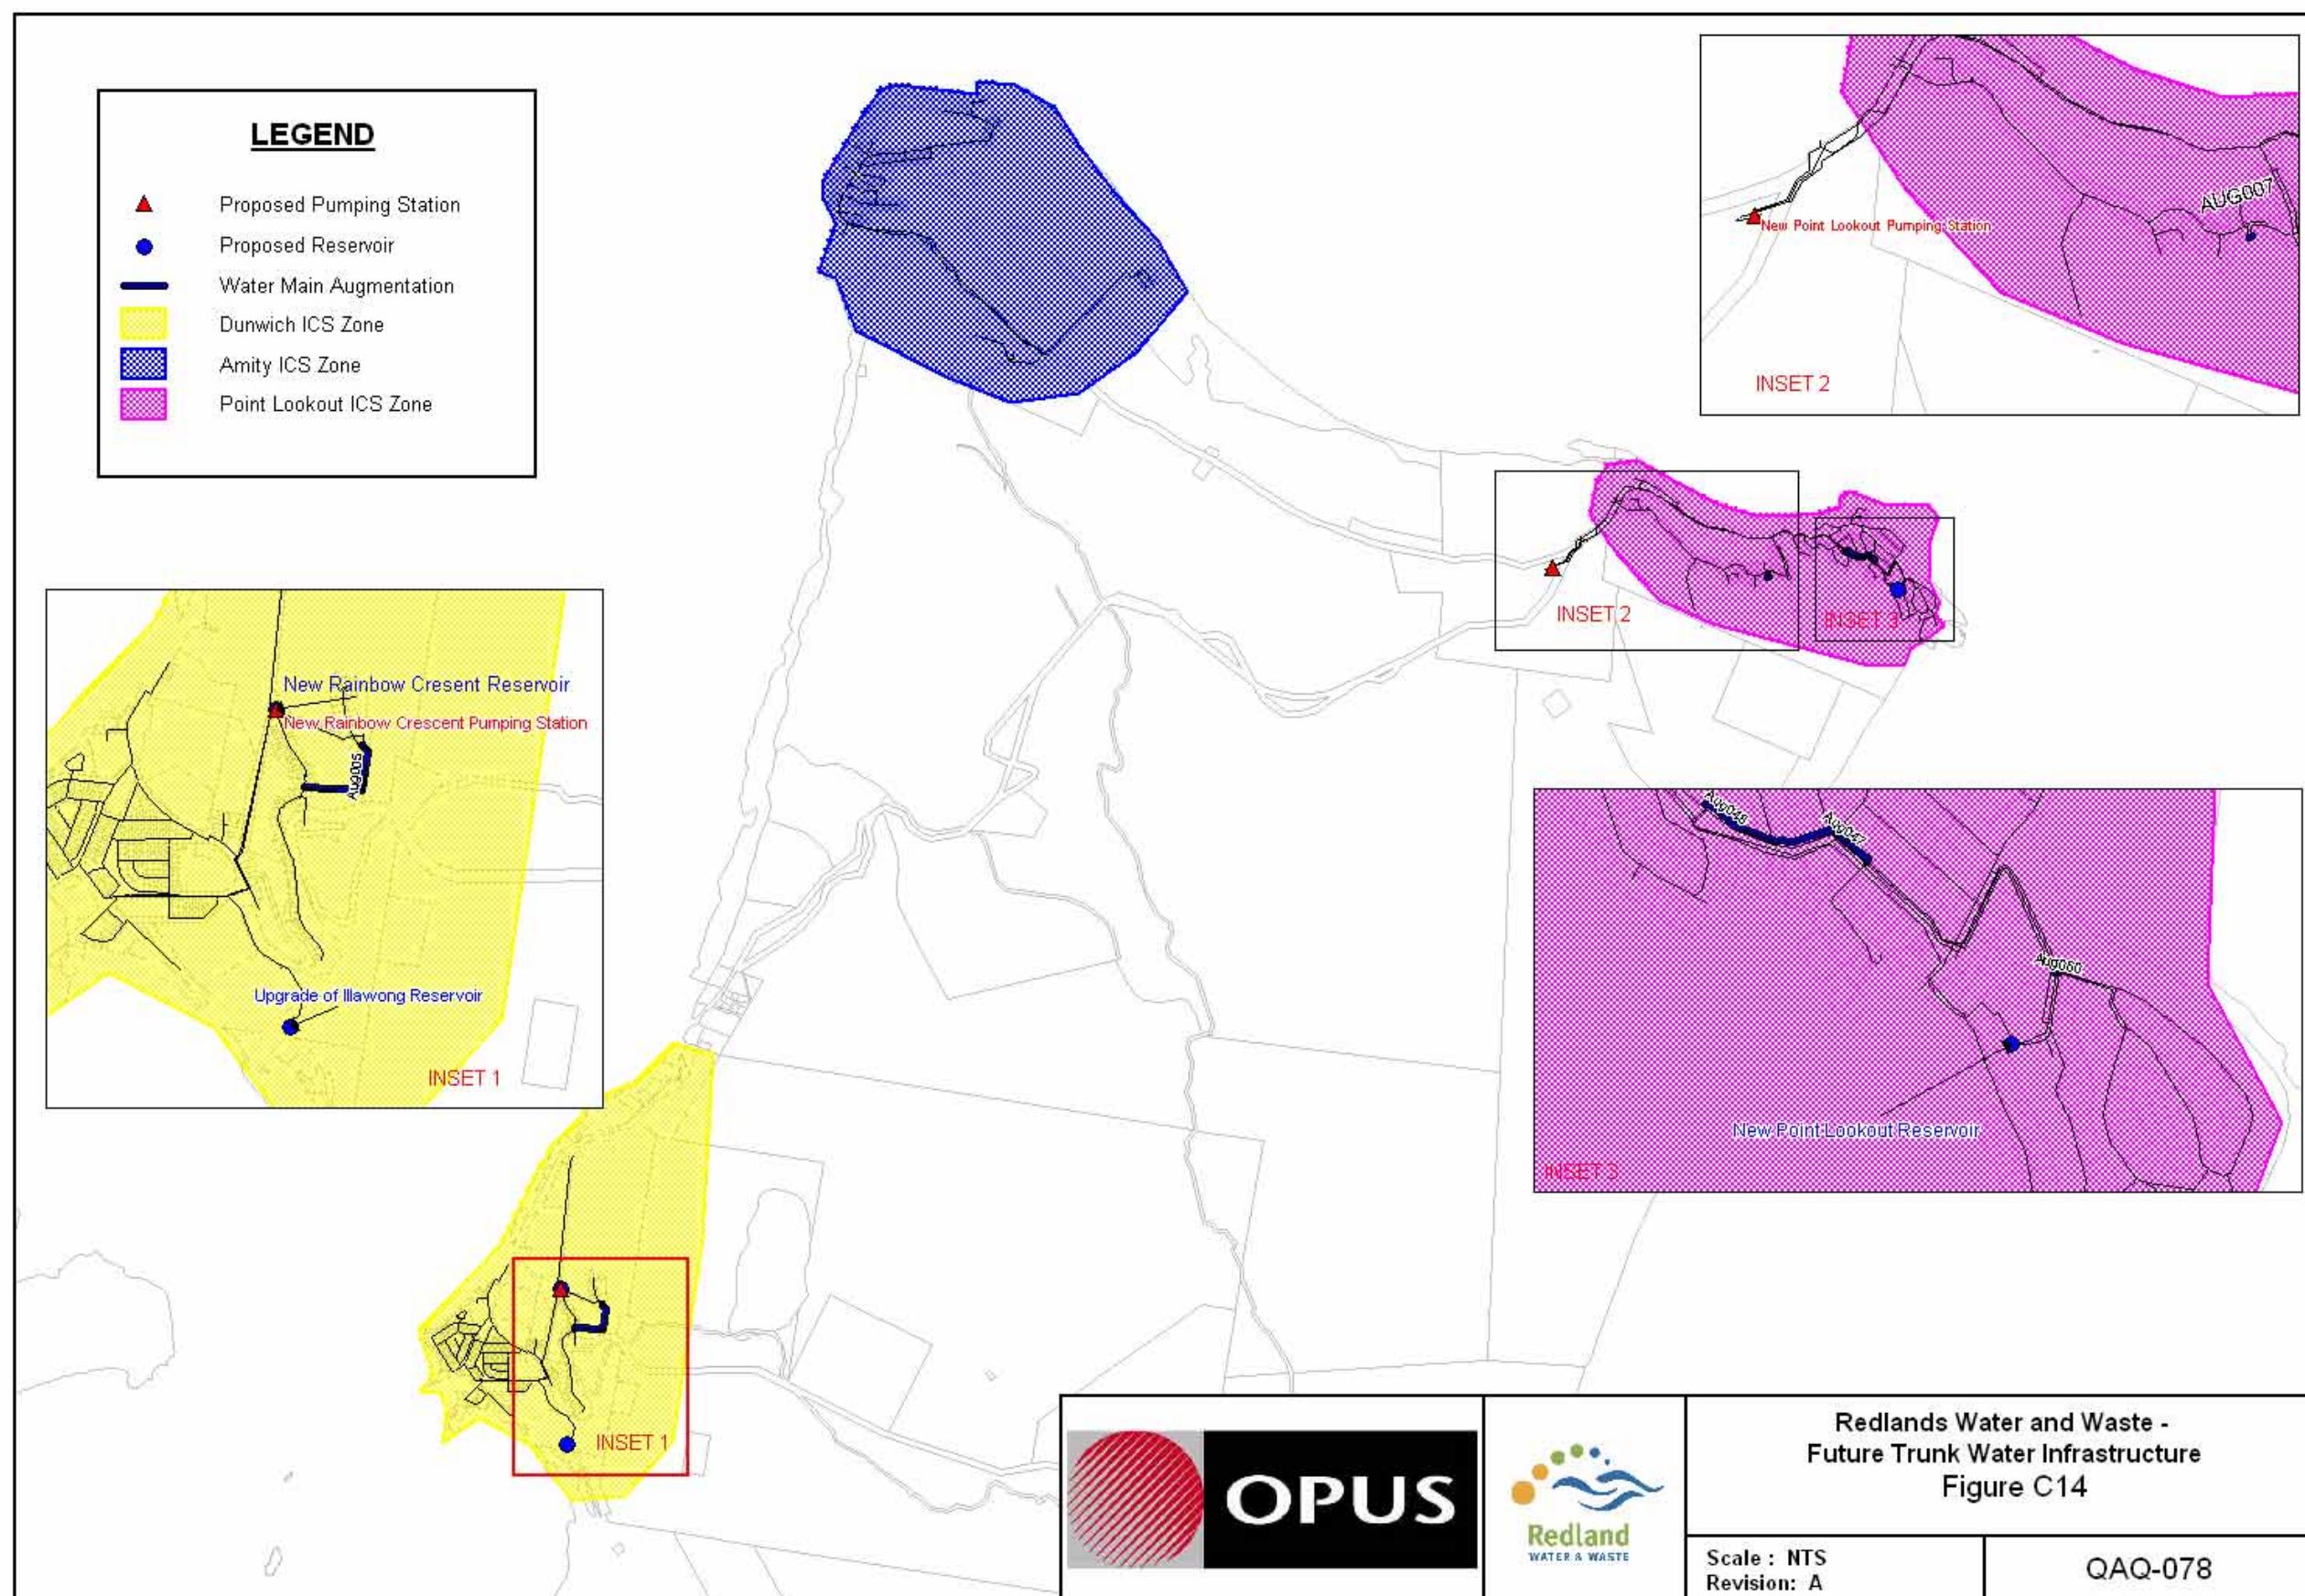 LEGEND
Proposed Pumping Station
Proposed Reservoir
Water Main Augmentation
Dunwich ICS Zone
Amity ICS Zone
Point Lookout ICS Zone
AUG007
New Point Lookout Pumping Station
INSET 2
INSET 2
INSET 3
New Rainbow Cresent Reservoir
New Rainbow Crescent Pumping Station
Aug005
Upgrade of Illawong Reservoir
INSET 1
Aug047
Aug060
New Point Lookout Reservoir
INSET 3
INSET 1
OPUS
Redland
WATER & WASTE
Redlands Water and Waste -
Future Trunk Water Infrastructure
Figure C14
Scale : NTS
Revision: A
QAQ-078